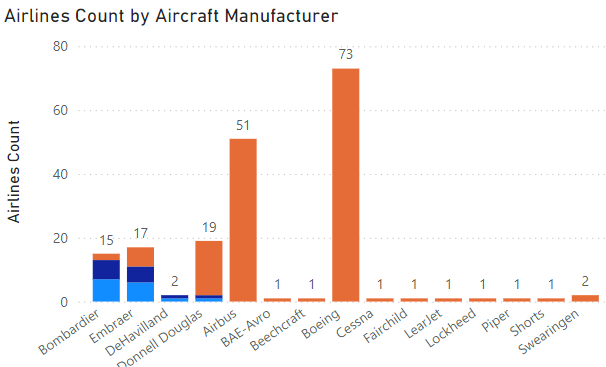 Airlines Count by Aircraft Manufacturer
Airlines Count
80
60
40
20
0
15
17
2
19
51
1
1
73
1
1
1
1
1
1
2
Bombardier
Embraer
DeHavilland
Donnell Douglas
Airbus
BAE-Avro
Beechcraft
Boeing
Cessna
Fairchild
LearJet
Lockheed
Piper
Shorts
Swearingen